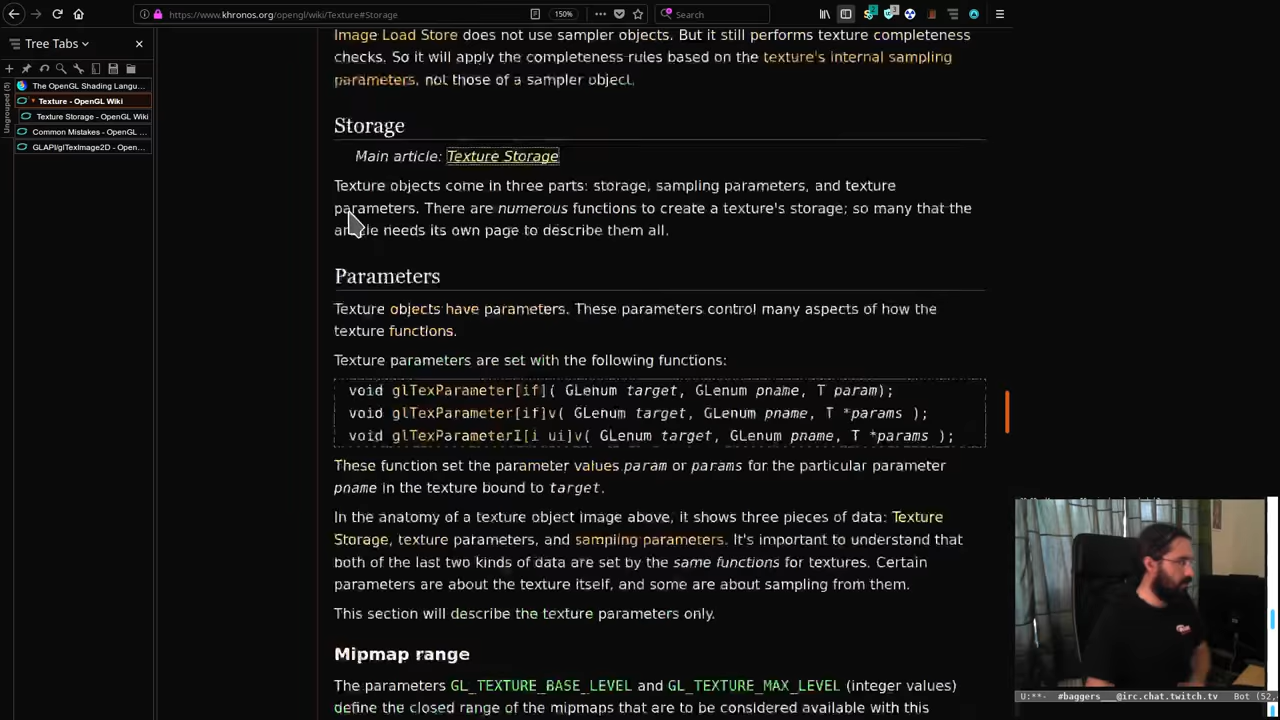 https://www.khronos.org/opengl/wiki/Texture#Storage
150%
Search
Tree Tabs
Ungrouped (5)
The OpenGL Shading Langu...
Texture - OpenGL Wiki
Texture Storage - OpenGL Wiki
Common Mistakes - OpenGL ...
GLAPI/glTexImage2D - Open...
Image Load Store does not use sampler objects. But it still performs texture completeness
checks. So it will apply the completeness rules based on the texture's internal sampling
parameters, not those of a sampler object.
Storage
Main article: Texture Storage
Texture objects come in three parts: storage, sampling parameters, and texture
parameters. There are numerous functions to create a texture's storage; so many that the
article needs its own page to describe them all.
Parameters
Texture objects have parameters. These parameters control many aspects of how the
texture functions.
Texture parameters are set with the following functions:
void glTexParameter[if]( GLenum target, GLenum pname, T param);
void glTexParameter[if]v( GLenum target, GLenum pname, T *params );
void glTexParameterI[i ui]v( GLenum target, GLenum pname, T *params );
These function set the parameter values param or params for the particular parameter
pname in the texture bound to target.
In the anatomy of a texture object image above, it shows three pieces of data: Texture
Storage, texture parameters, and sampling parameters. It's important to understand that
both of the last two kinds of data are set by the same functions for textures. Certain
parameters are about the texture itself, and some are about sampling from them.
This section will describe the texture parameters only.
Mipmap range
The parameters GL_TEXTURE_BASE_LEVEL and GL_TEXTURE_MAX_LEVEL (integer values)
define the closed range of the mipmaps that are to be considered available with this
U:**- #baggers___@irc.chat.twitch.tv Bot (52,